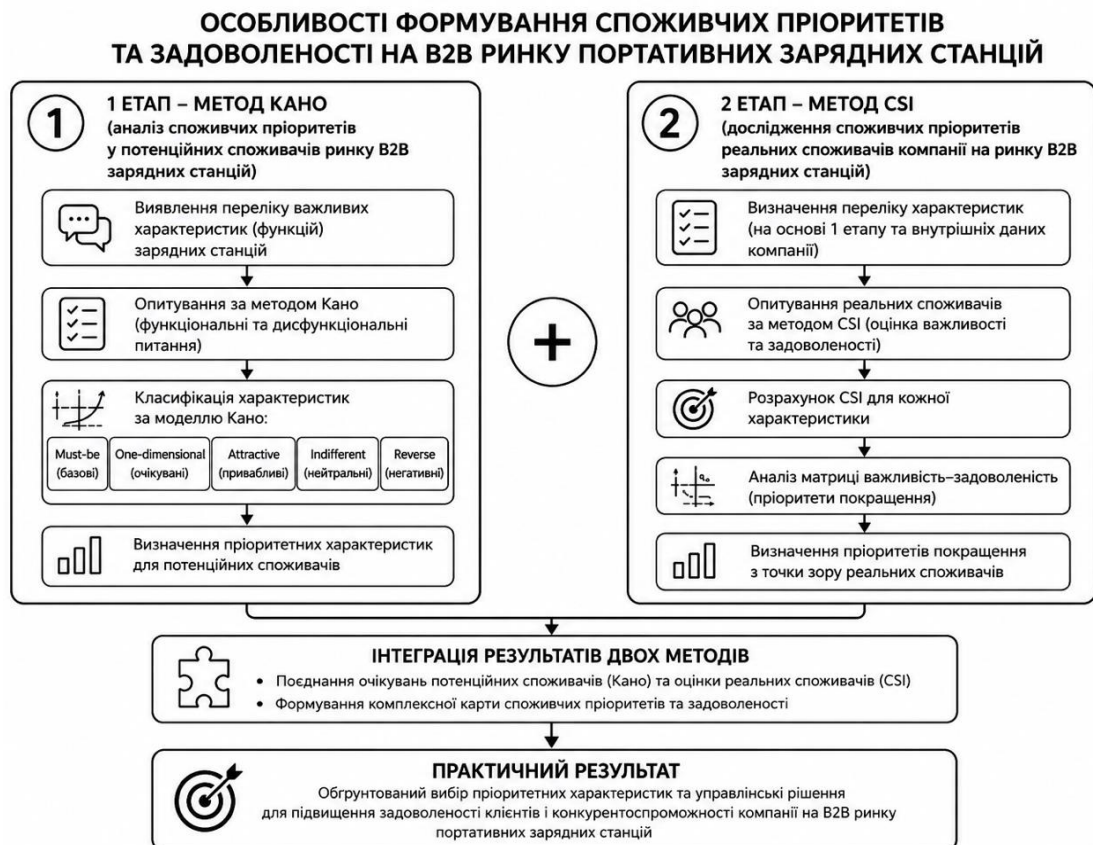 ОСОБЛИВОСТІ ФОРМУВАННЯ СПОЖИВЧИХ ПРІОРИТЕТІВ
ТА ЗАДОВОЛЕНОСТІ НА B2B РИНКУ ПОРТАТИВНИХ ЗАРЯДНИХ СТАНЦІЙ
1
1 ЕТАП – МЕТОД КАНО
(аналіз споживчих пріоритетів
у потенційних споживачів ринку B2B
зарядних станцій)
Виявлення переліку важливих
характеристик (функцій)
зарядних станцій
Опитування за методом Кано
(функціональні та дисфункціональні
питання)
Класифікація характеристик
за моделлю Кано:
Must-be
(базові)
One-dimensional
(очікувані)
Attractive
(привабливі)
Indifferent
(нейтральні)
Reverse
(негативні)
Визначення пріоритетних характеристик
для потенційних споживачів
+
2
2 ЕТАП – МЕТОД CSI
(дослідження споживчих пріоритетів
реальних споживачів компанії на ринку B2B
зарядних станцій)
Визначення переліку характеристик
(на основі 1 етапу та внутрішніх даних
компанії)
Опитування реальних споживачів
за методом CSI (оцінка важливості
та задоволеності)
Розрахунок CSI для кожної
характеристики
Аналіз матриці важливість–задоволеність
(пріоритети покращення)
Визначення пріоритетів покращення
з точки зору реальних споживачів
ІНТЕГРАЦІЯ РЕЗУЛЬТАТІВ ДВОХ МЕТОДІВ
• Поєднання очікувань потенційних споживачів (Кано) та оцінки реальних споживачів (CSI)
• Формування комплексної карти споживчих пріоритетів та задоволеності
ПРАКТИЧНИЙ РЕЗУЛЬТАТ
Обґрунтований вибір пріоритетних характеристик та управлінські рішення
для підвищення задоволеності клієнтів і конкурентоспроможності компанії на B2B ринку
портативних зарядних станцій